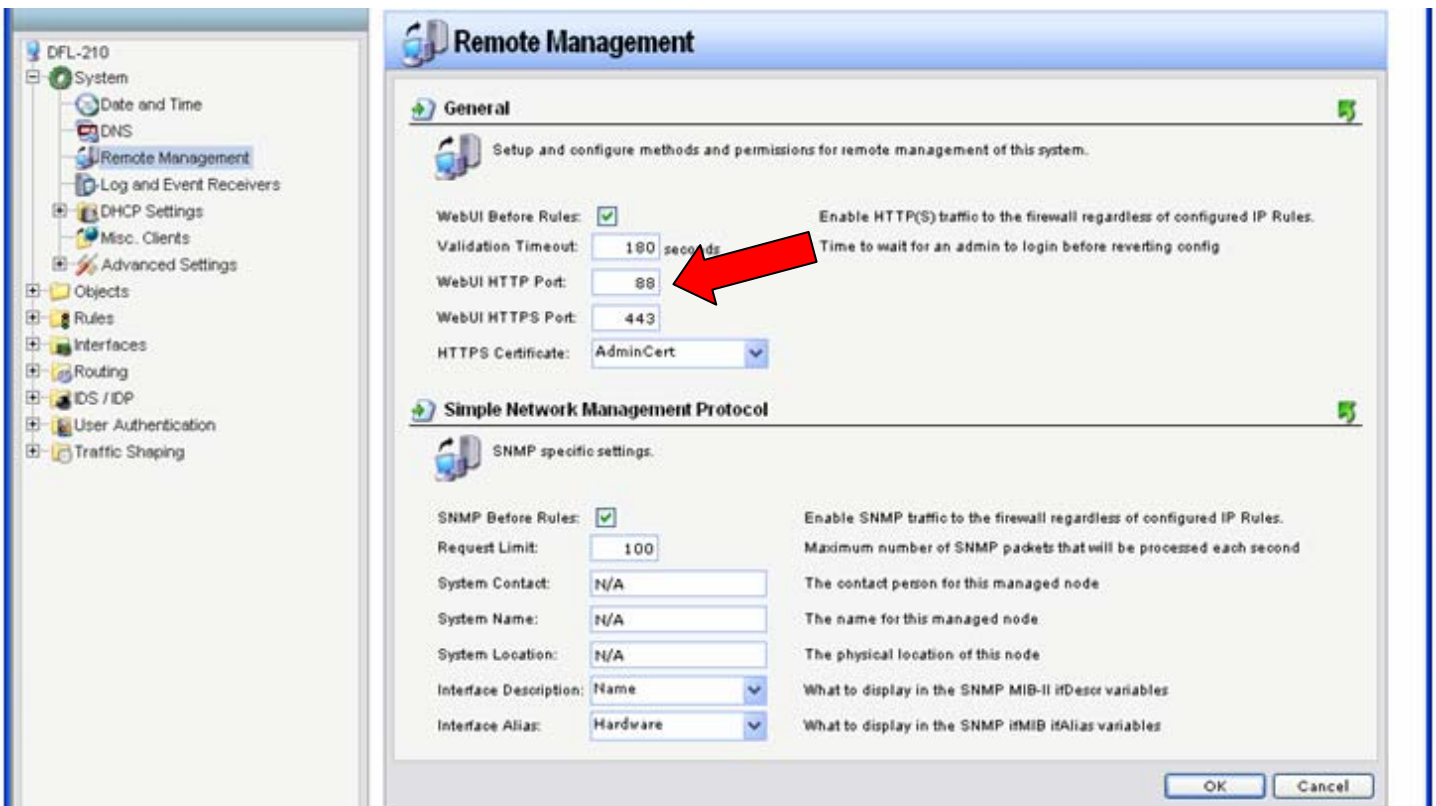 DFL-210
System
Date and Time
DNS
Remote Management
Log and Event Receivers
DHCP Settings
Misc. Clients
Advanced Settings
Objects
Rules
Interfaces
Routing
IDS / IDP
User Authentication
Traffic Shaping
Remote Management
General
Setup and configure methods and permissions for remote management of this system.
WebUI Before Rules: Enable HTTP(S) traffic to the firewall regardless of configured IP Rules.
Validation Timeout: 180 seconds Time to wait for an admin to login before reverting config
WebUI HTTP Port: 88
WebUI HTTPS Port: 443
HTTPS Certificate: AdminCert
Simple Network Management Protocol
SNMP specific settings.
SNMP Before Rules: Enable SNMP traffic to the firewall regardless of configured IP Rules.
Request Limit: 100 Maximum number of SNMP packets that will be processed each second
System Contact: N/A The contact person for this managed node
System Name: N/A The name for this managed node
System Location: N/A The physical location of this node
Interface Description: Name What to display in the SNMP MIB-II ifDescr variables
Interface Alias: Hardware What to display in the SNMP ifMIB ifAlias variables
OK Cancel